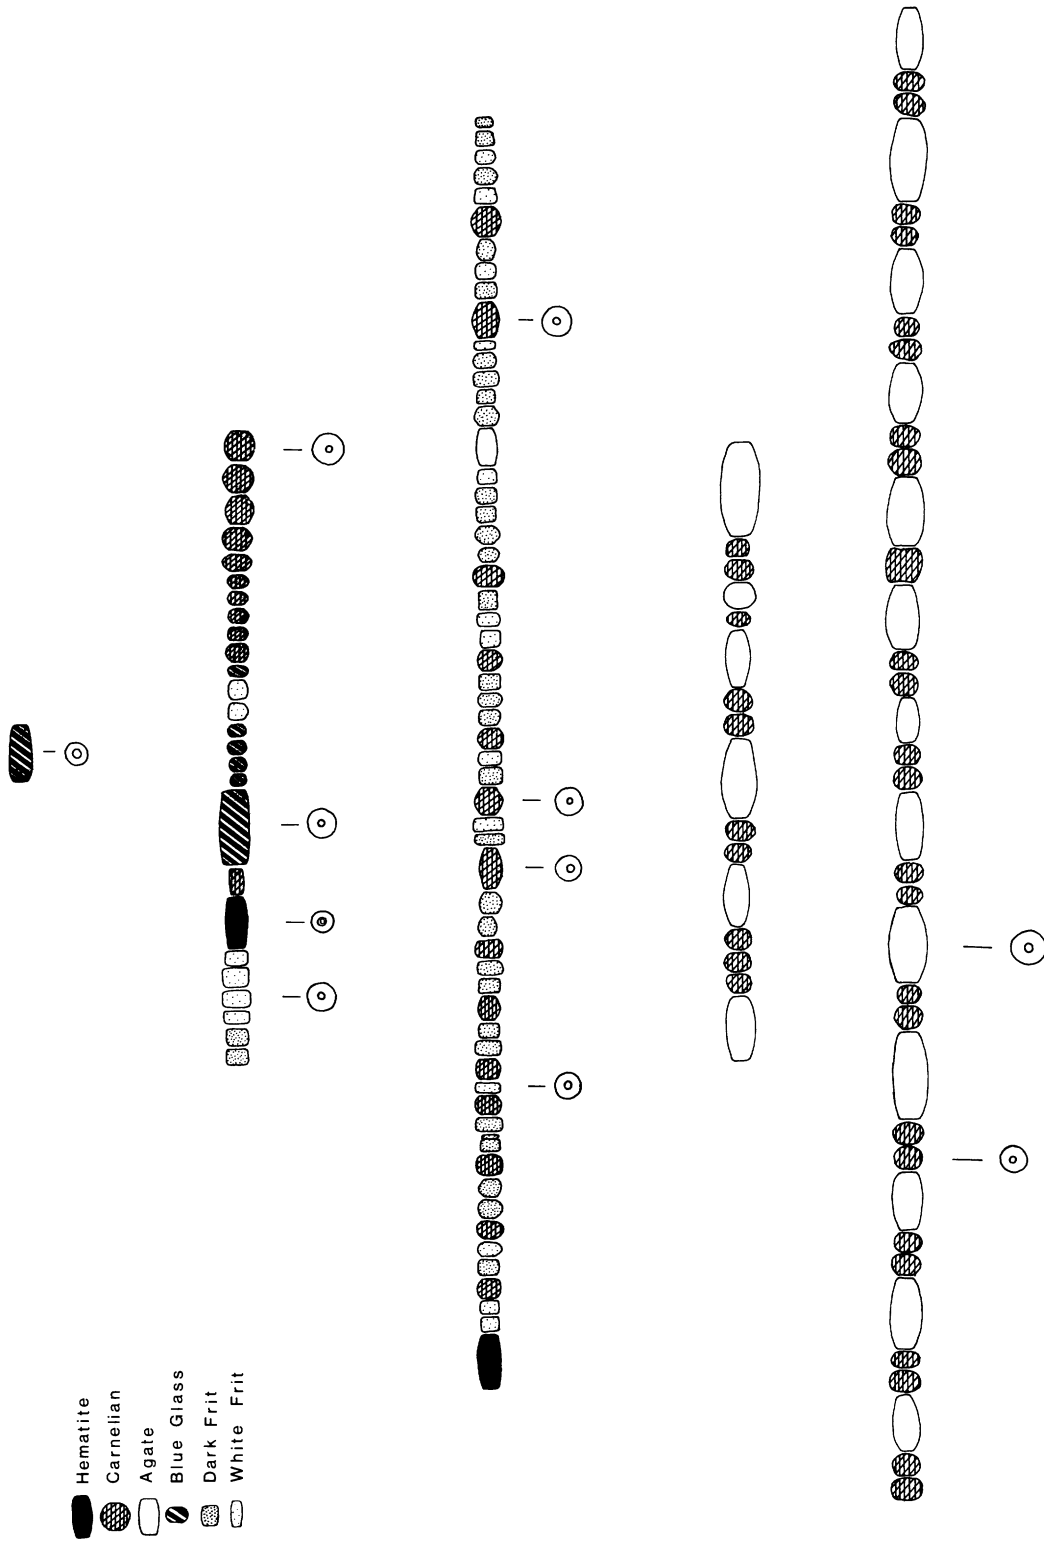 Hematite
Carnelian
Agate
Blue Glass
Dark Frit
White Frit